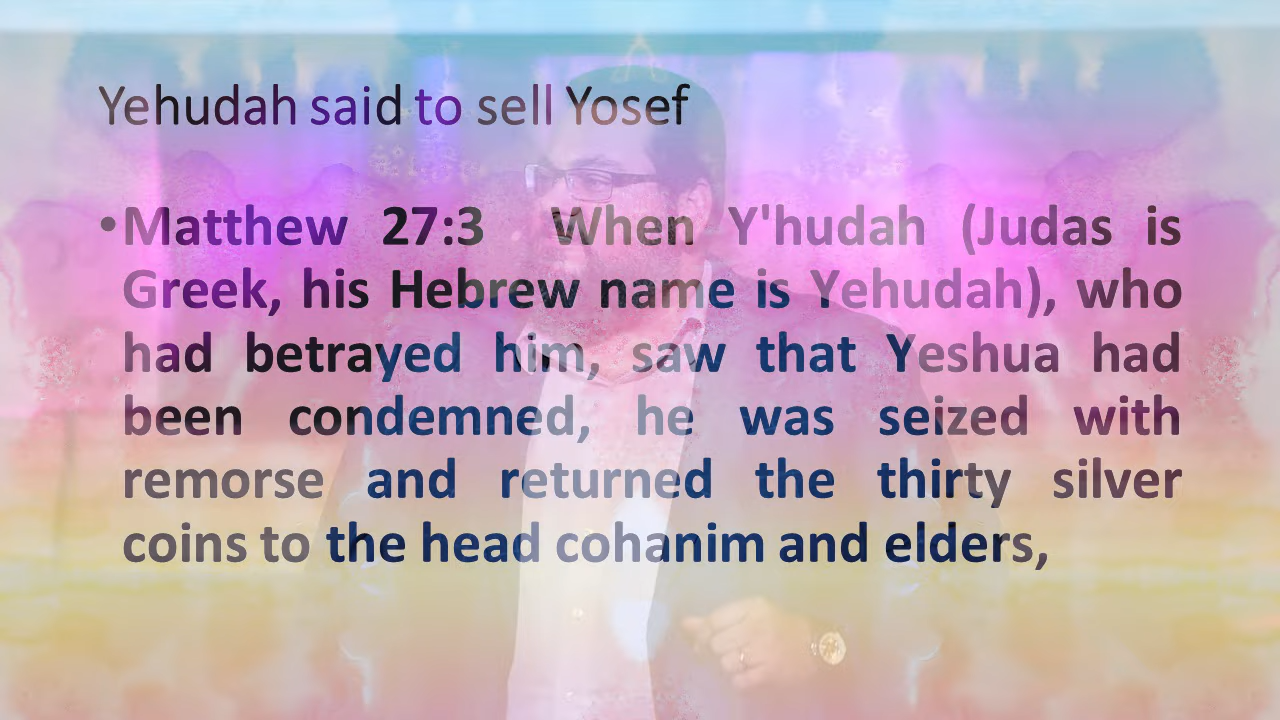 Yehudah said to sell Yosef
•Matthew 27:3 When Y'hudah (Judas is
Greek, his Hebrew name is Yehudah), who
had betrayed him, saw that Yeshua had
been condemned, he was seized with
remorse and returned the thirty silver
coins to the head cohanim and elders,